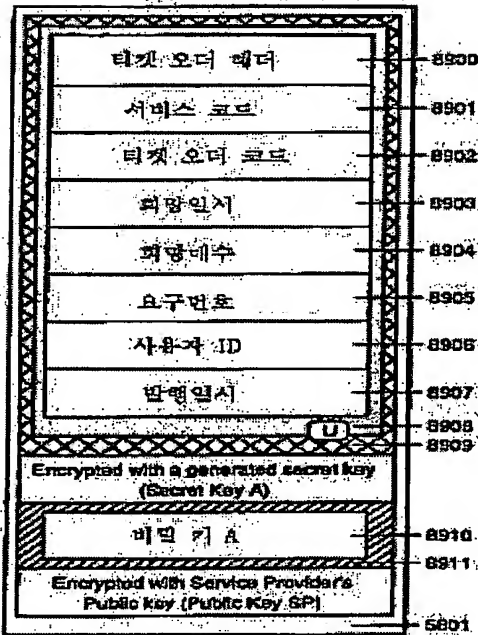 티켓 오더 헤더 8900
서비스 코드 8901
티켓 오더 코드 8902
희망일시 8903
희망매수 8904
요구번호 8905
사용자 ID 8906
발행일시 8907
U 8908
8909
Encrypted with a generated secret key
(Secret Key A)
비밀 키 A 8910
8911
Encrypted with Service Provider's
Public key (Public Key SP)
5801